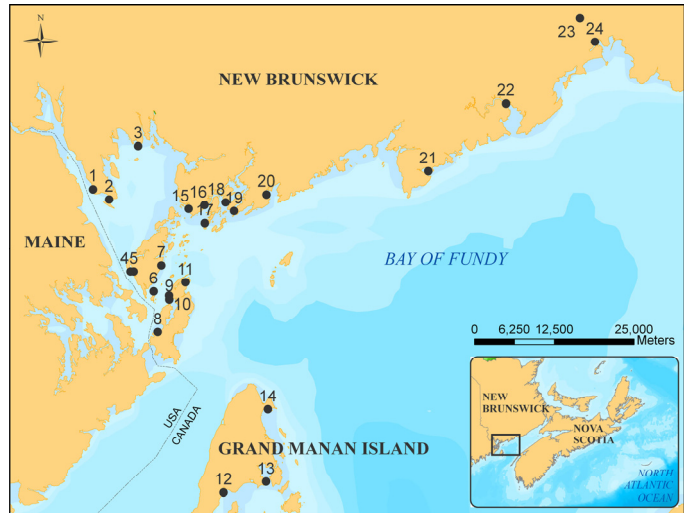 N
23
24
NEW BRUNSWICK
22
3
21
1
2
15
16
18
19
20
17
MAINE
BAY OF FUNDY
45
7
6
9
11
10
8
0 6,250 12,500 25,000
Meters
USA
CANADA
14
GRAND MANAN ISLAND
13
12
NEW
BRUNSWICK
NOVA
SCOTIA
NORTH
ATLANTIC
OCEAN